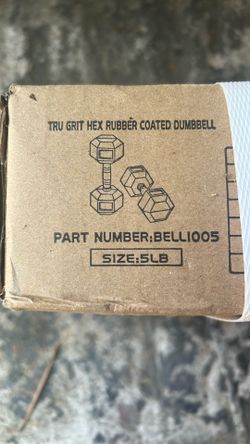 TRU GRIT HEX RUBBER COATED DUMBBELL
PART NUMBER:BELL1005
SIZE:5LB